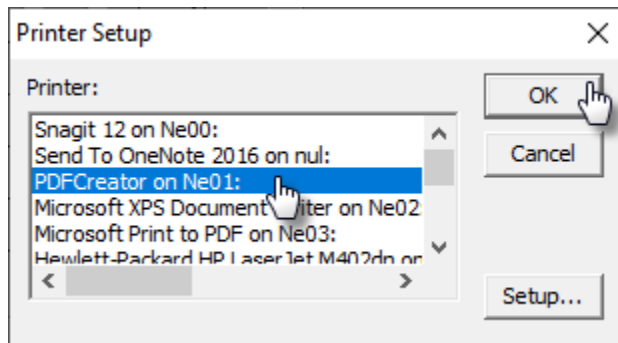 Printer Setup
Printer:
Snagit 12 on Ne00:
Send To OneNote 2016 on nul:
PDFCreator on Ne01:
Microsoft XPS Document on Ne02:
Microsoft Print to PDF on Ne03:
Hewlett-Packard HP LaserJet M402dn on
OK
Cancel
Setup...